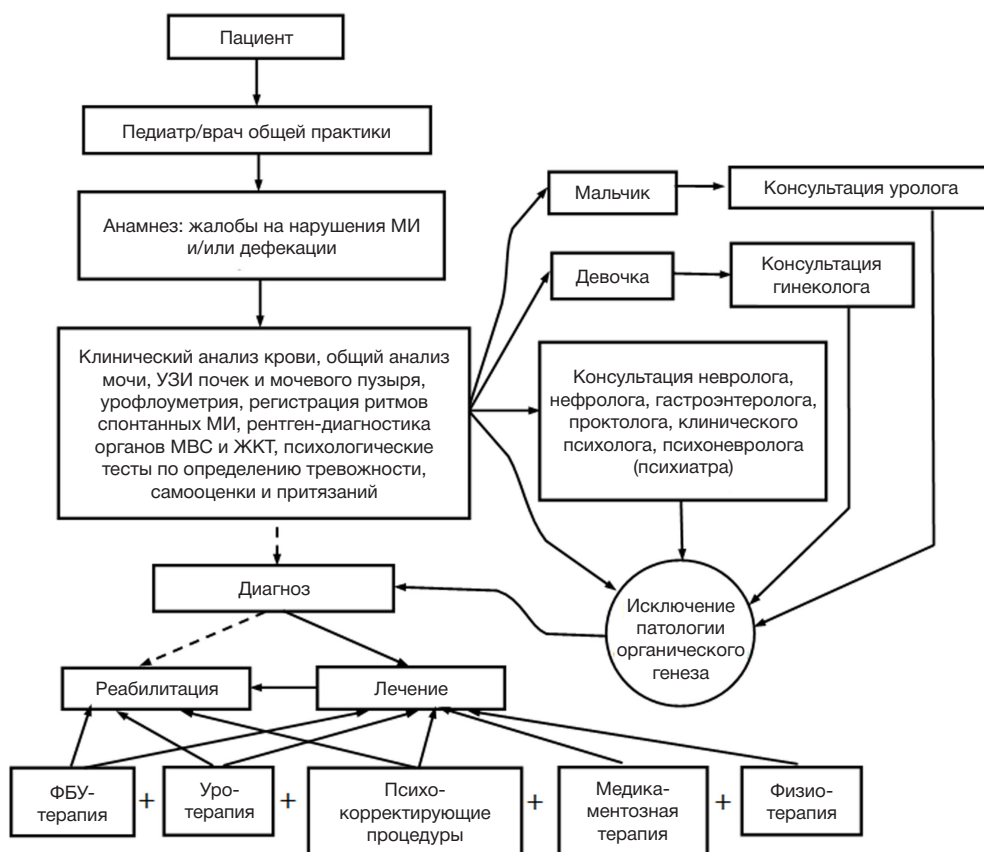 Пациент
Педиатр/врач общей практики
Анамнез: жалобы на нарушения МИ
и/или дефекации
Клинический анализ крови, общий анализ
мочи, УЗИ почек и мочевого пузыря,
урофлоуметрия, регистрация ритмов
спонтанных МИ, рентген-диагностика
органов МВС и ЖКТ, психологические
тесты по определению тревожности,
самооценки и притязаний
Мальчик
Консультация уролога
Девочка
Консультация
гинеколога
Консультация невролога,
нефролога, гастроэнтеролога,
проктолога, клинического
психолога, психоневролога
(психиатра)
Исключение
патологии
органического
генеза
Диагноз
Реабилитация
Лечение
ФБУ-
терапия
+
Уро-
терапия
+
Психо-
корректирующие
процедуры
+
Медика-
ментозная
терапия
+
Физио-
терапия